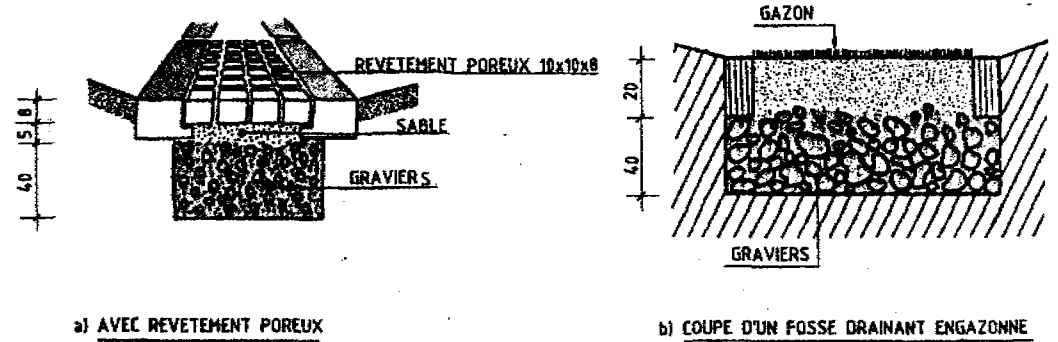 GAZON
REVETEMENT POREUX 10x10x8
8
SABLE
5
20
GRAVIERS
40
40
GRAVIERS
a) AVEC REVETEMENT POREUX
b) COUPE D'UN FOSSE DRAINANT ENGAZONNE